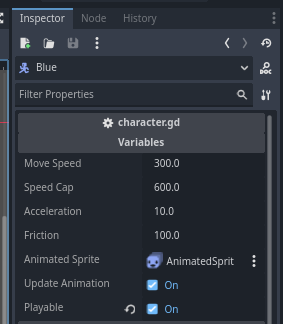 Inspector Node History
Blue
DOC
Filter Properties
character.gd
Variables
Move Speed 300.0
Speed Cap 600.0
Acceleration 10.0
Friction 100.0
Animated Sprite AnimatedSprit
Update Animation On
Playable On